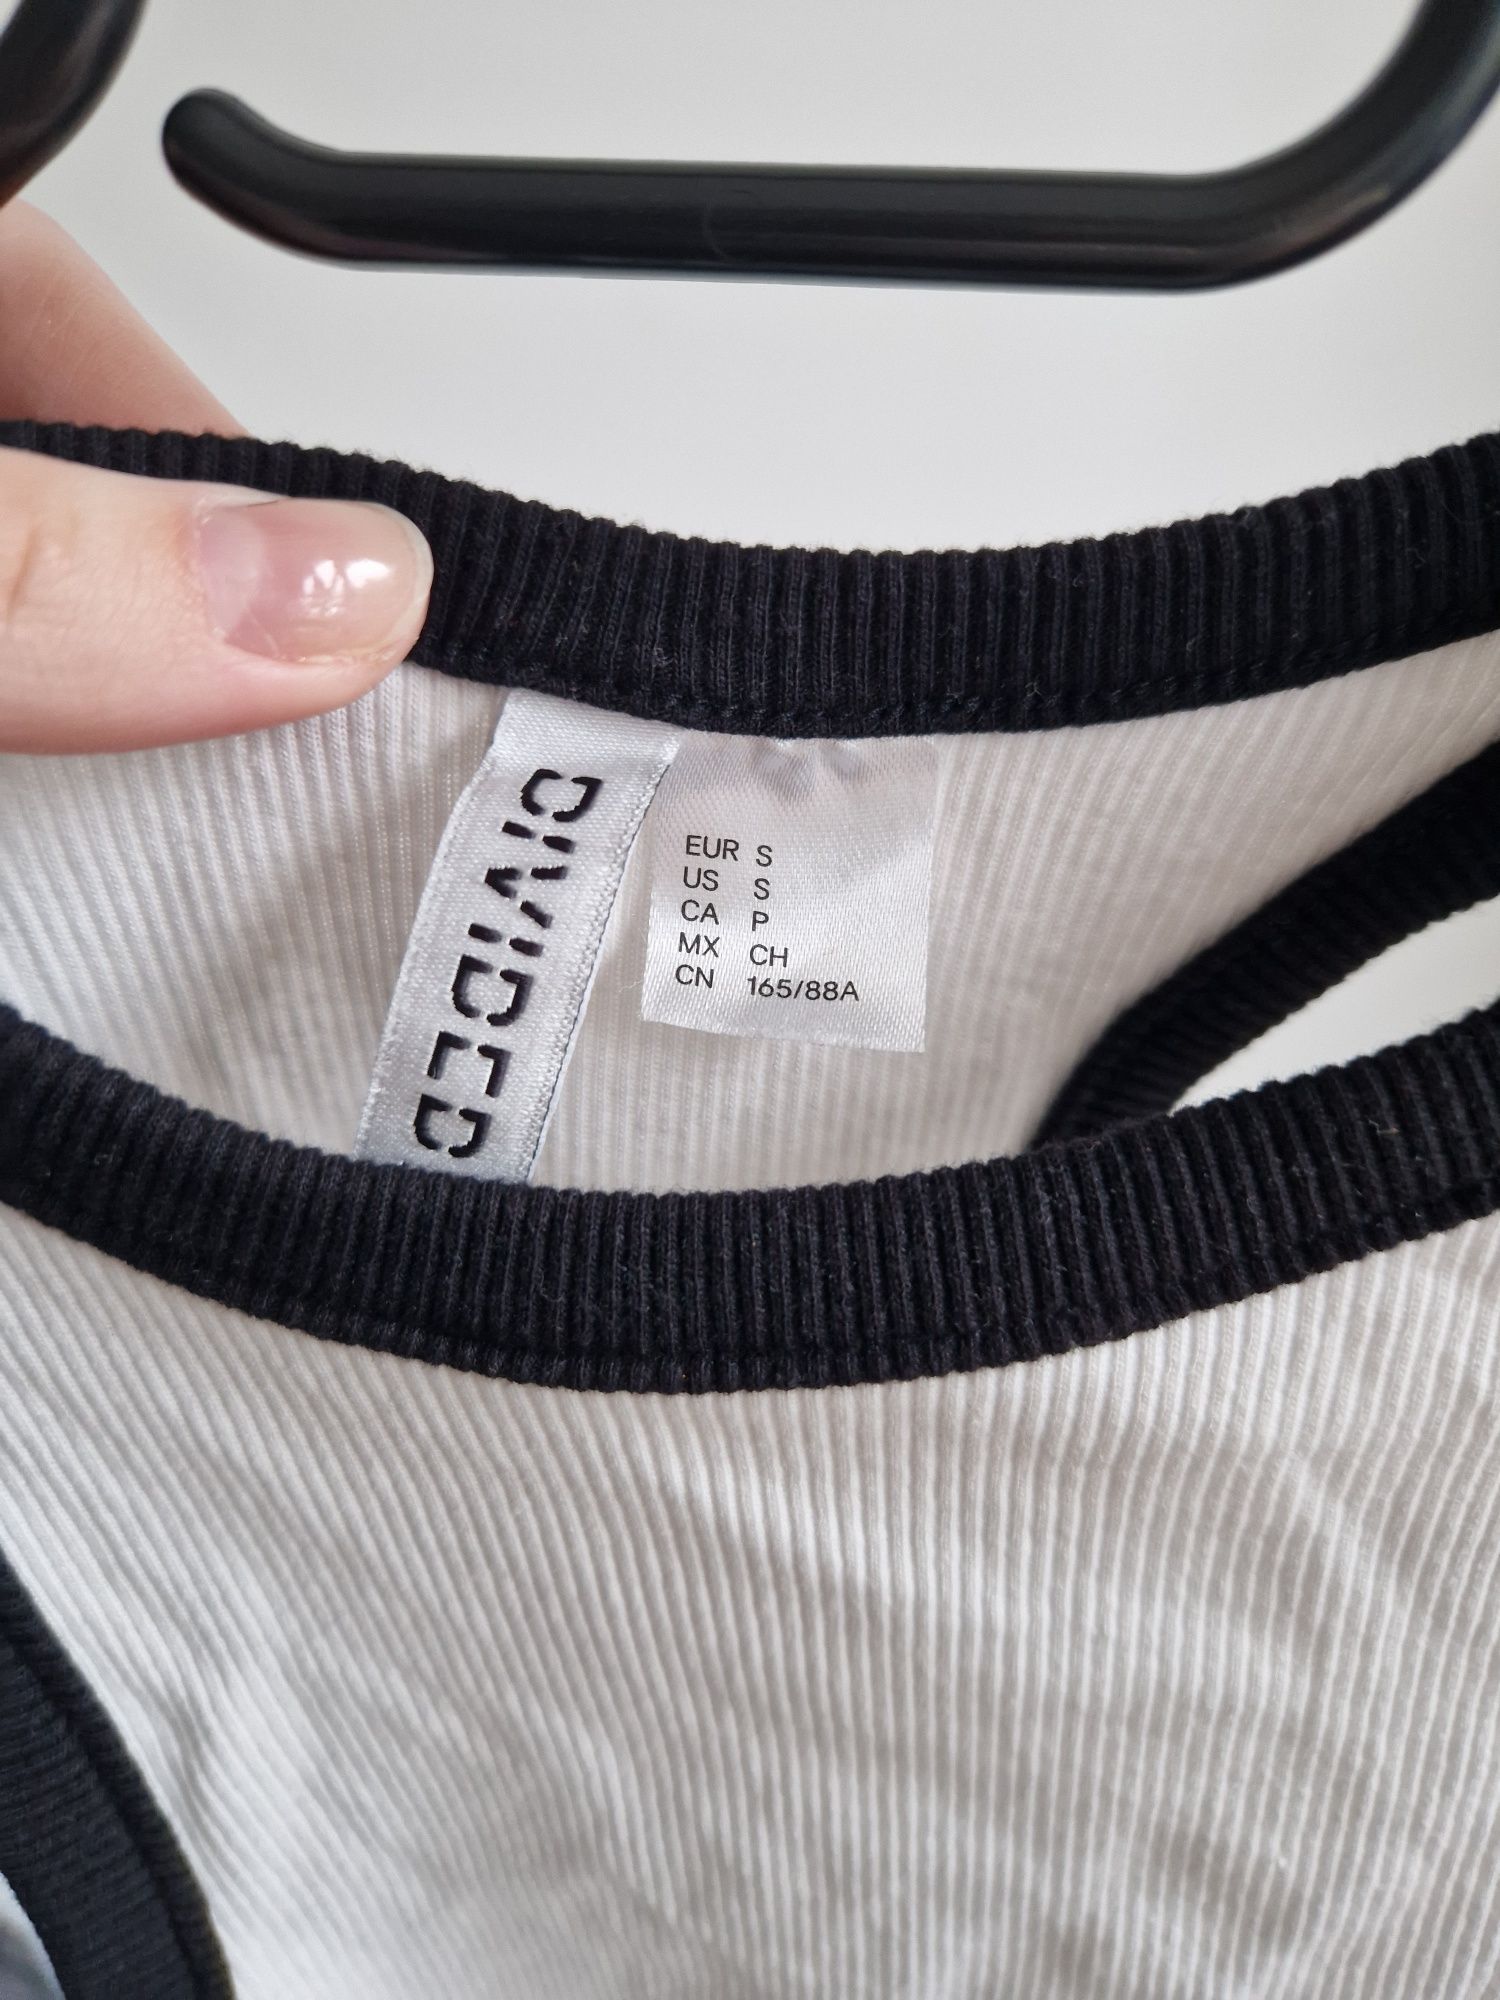 DIVIDED
EUR S
US S
CA P
MX CH
CN 165/88A